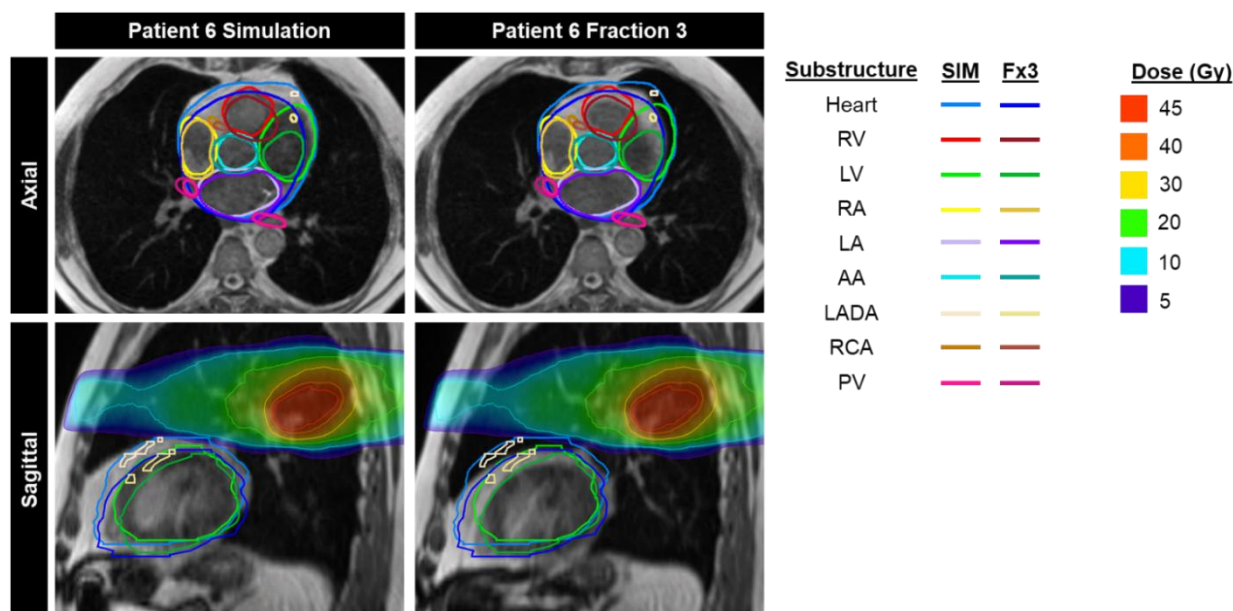 Patient 6 Simulation
Patient 6 Fraction 3
Axial
Sagittal
Substructure SIM Fx3
Heart
RV
LV
RA
LA
AA
LADA
RCA
PV
Dose (Gy)
45
40
30
20
10
5